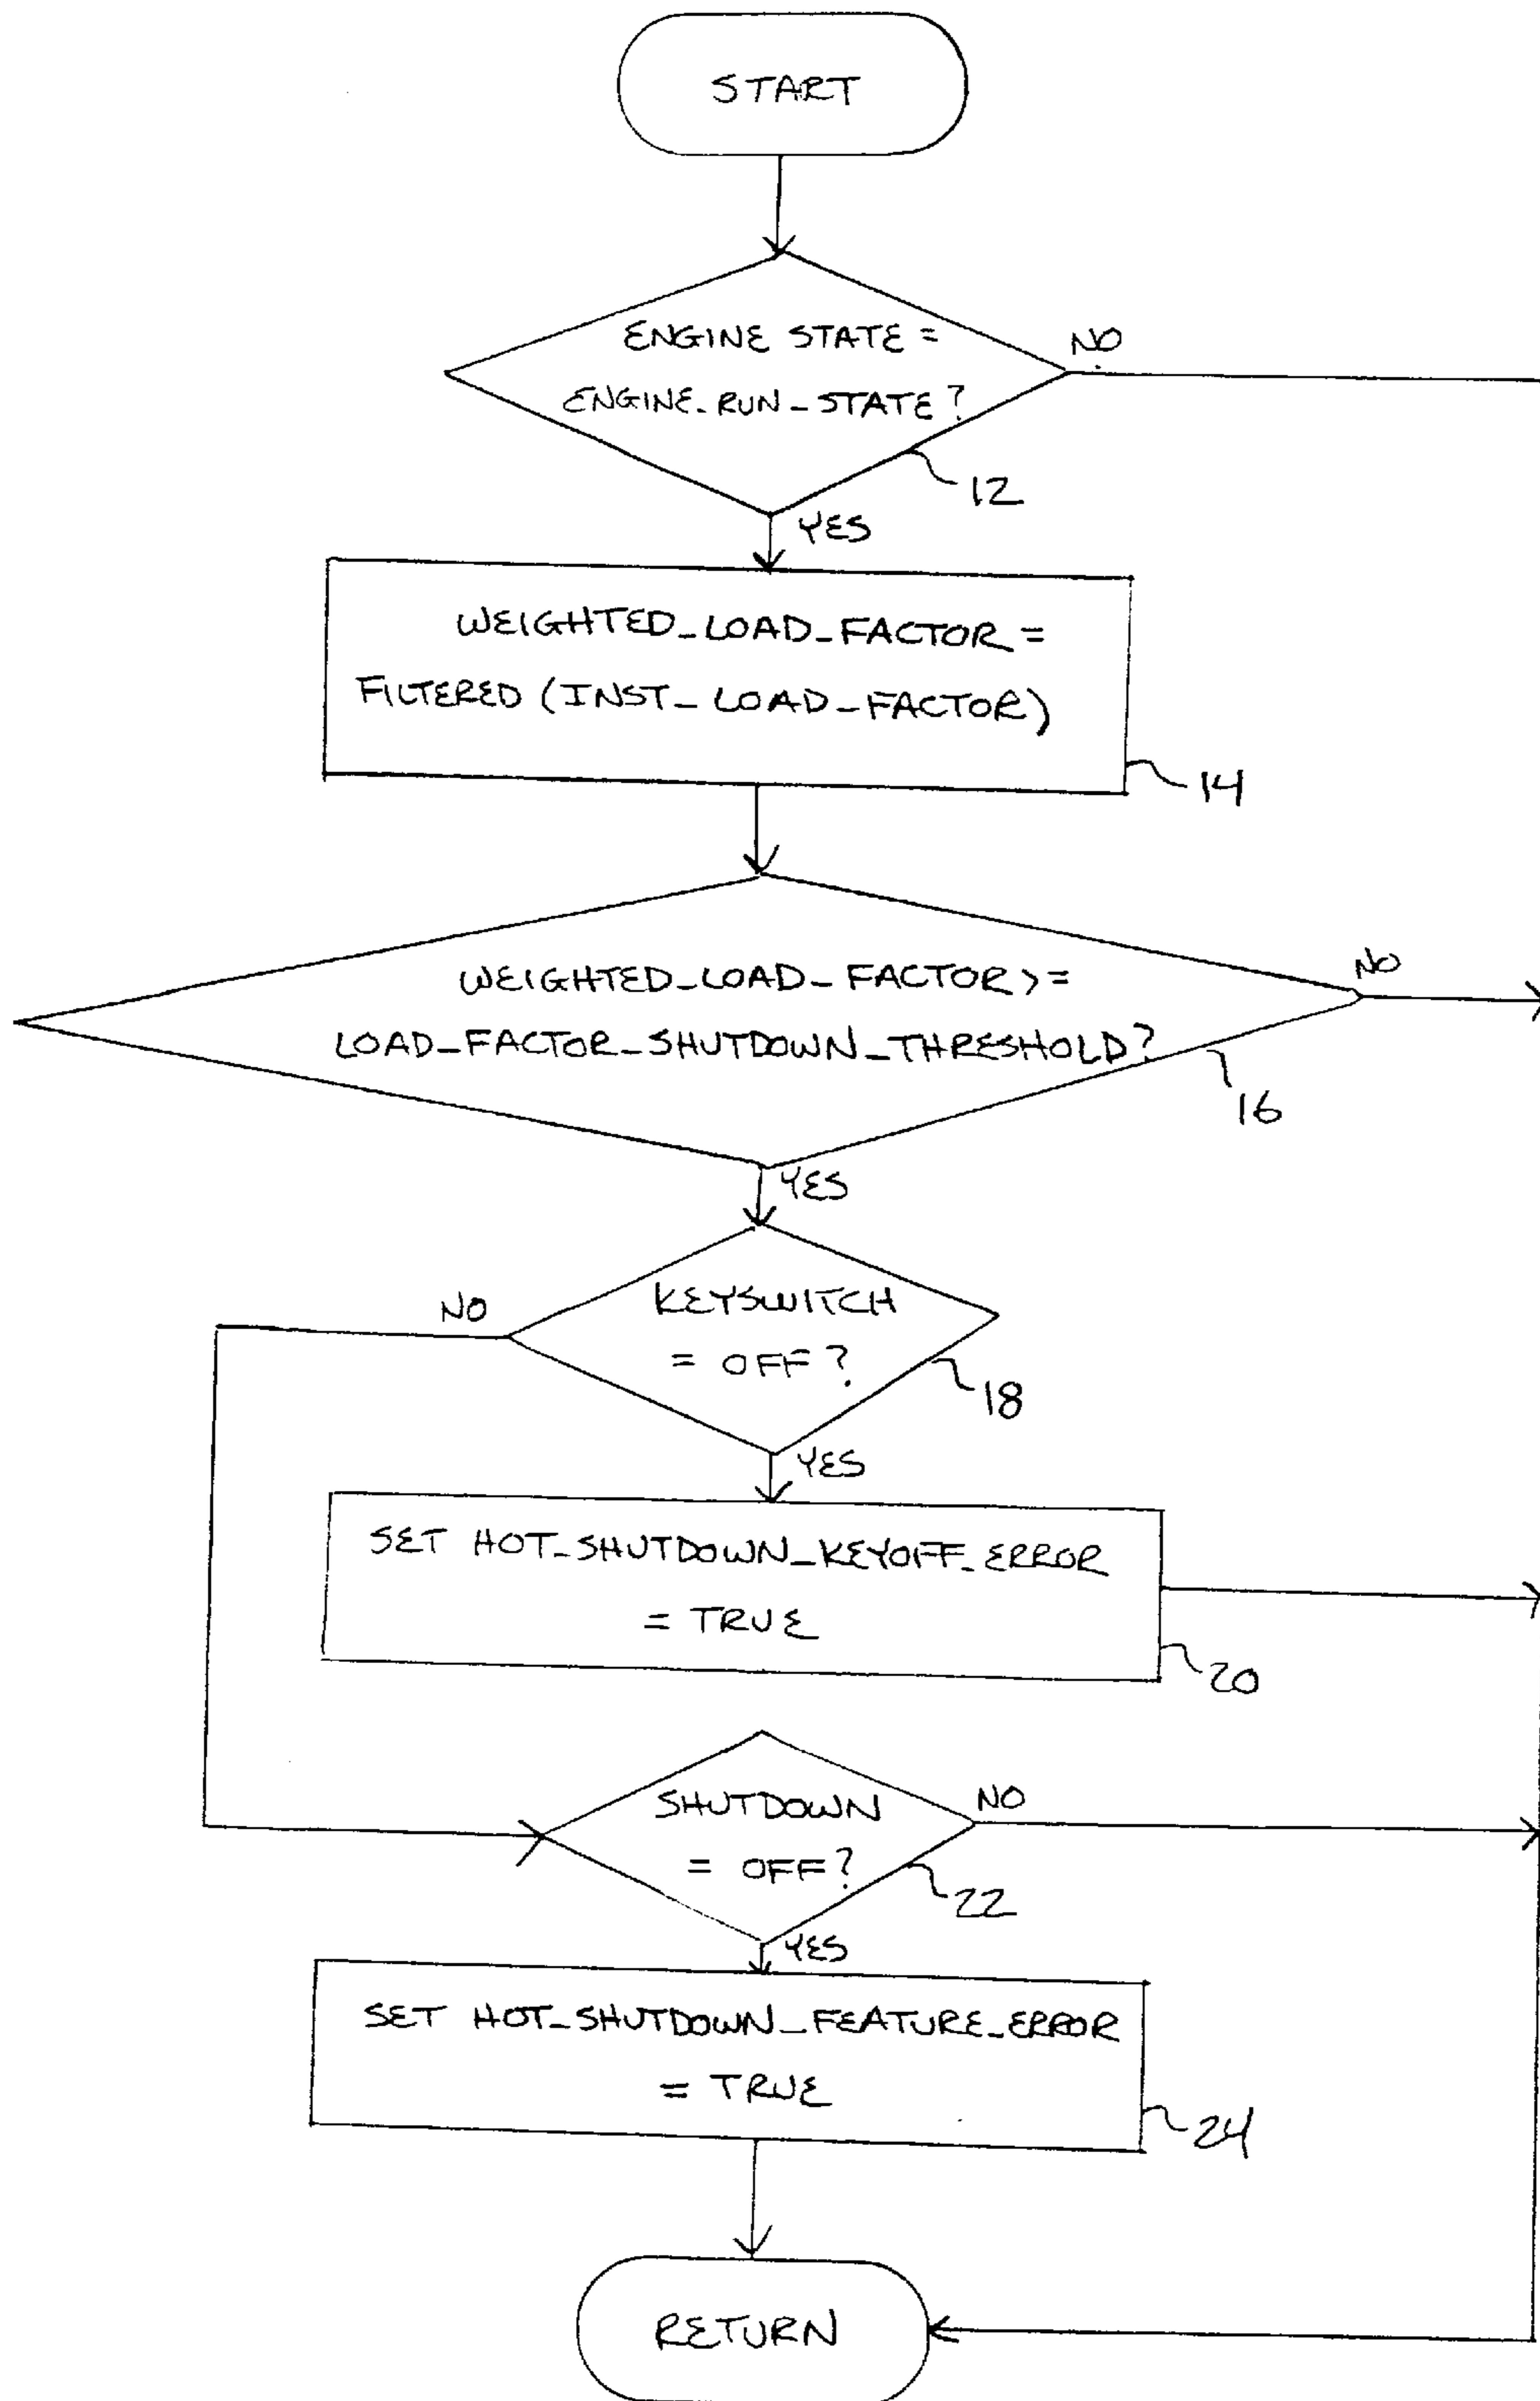 START
ENGINE STATE =
NO
ENGINE_RUN_STATE?
12
YES
WEIGHTED_LOAD_FACTOR =
FILTERED (INST_LOAD_FACTOR)
14
WEIGHTED_LOAD_FACTOR >=
NO
LOAD_FACTOR_SHUTDOWN_THRESHOLD?
16
YES
KEYSWITCH
NO
= OFF?
18
YES
SET HOT_SHUTDOWN_KEYOFF_ERROR
= TRUE
20
SHUTDOWN
NO
= OFF?
22
YES
SET HOT_SHUTDOWN_FEATURE_ERROR
= TRUE
24
RETURN